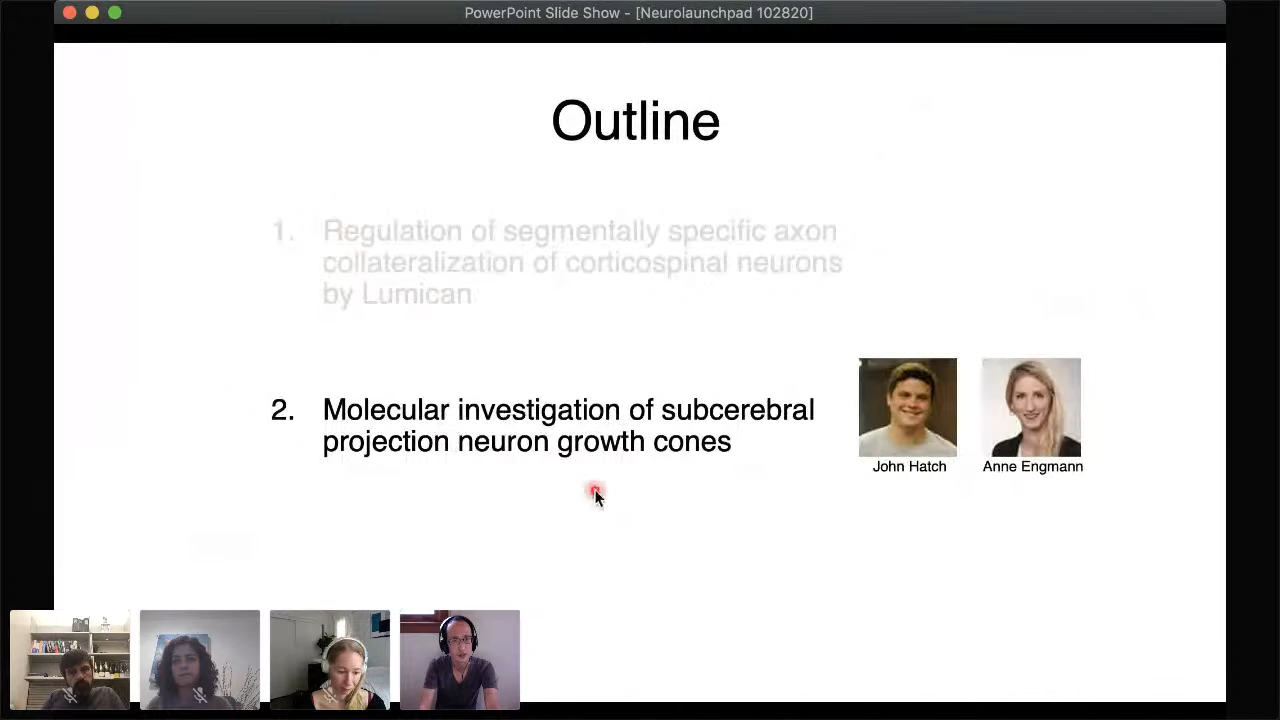 PowerPoint Slide Show - [Neurolaunchpad 102820]
Outline
1. Regulation of segmentally specific axon
collateralization of corticospinal neurons
by Lumican
2. Molecular investigation of subcerebral
projection neuron growth cones
John Hatch
Anne Engmann